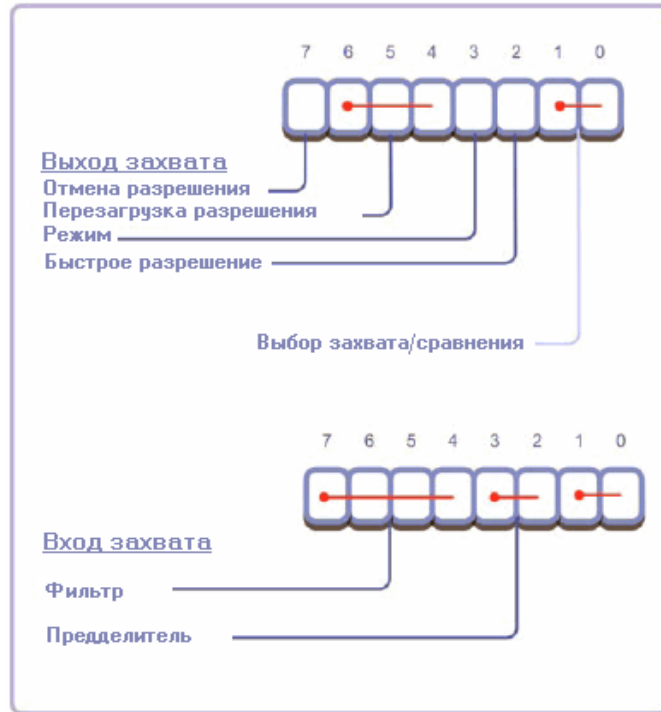 7 6 5 4 3 2 1 0
Выход захвата
Отмена разрешения
Перезагрузка разрешения
Режим
Быстрое разрешение
Выбор захвата/сравнения
7 6 5 4 3 2 1 0
Вход захвата
Фильтр
Предделитель